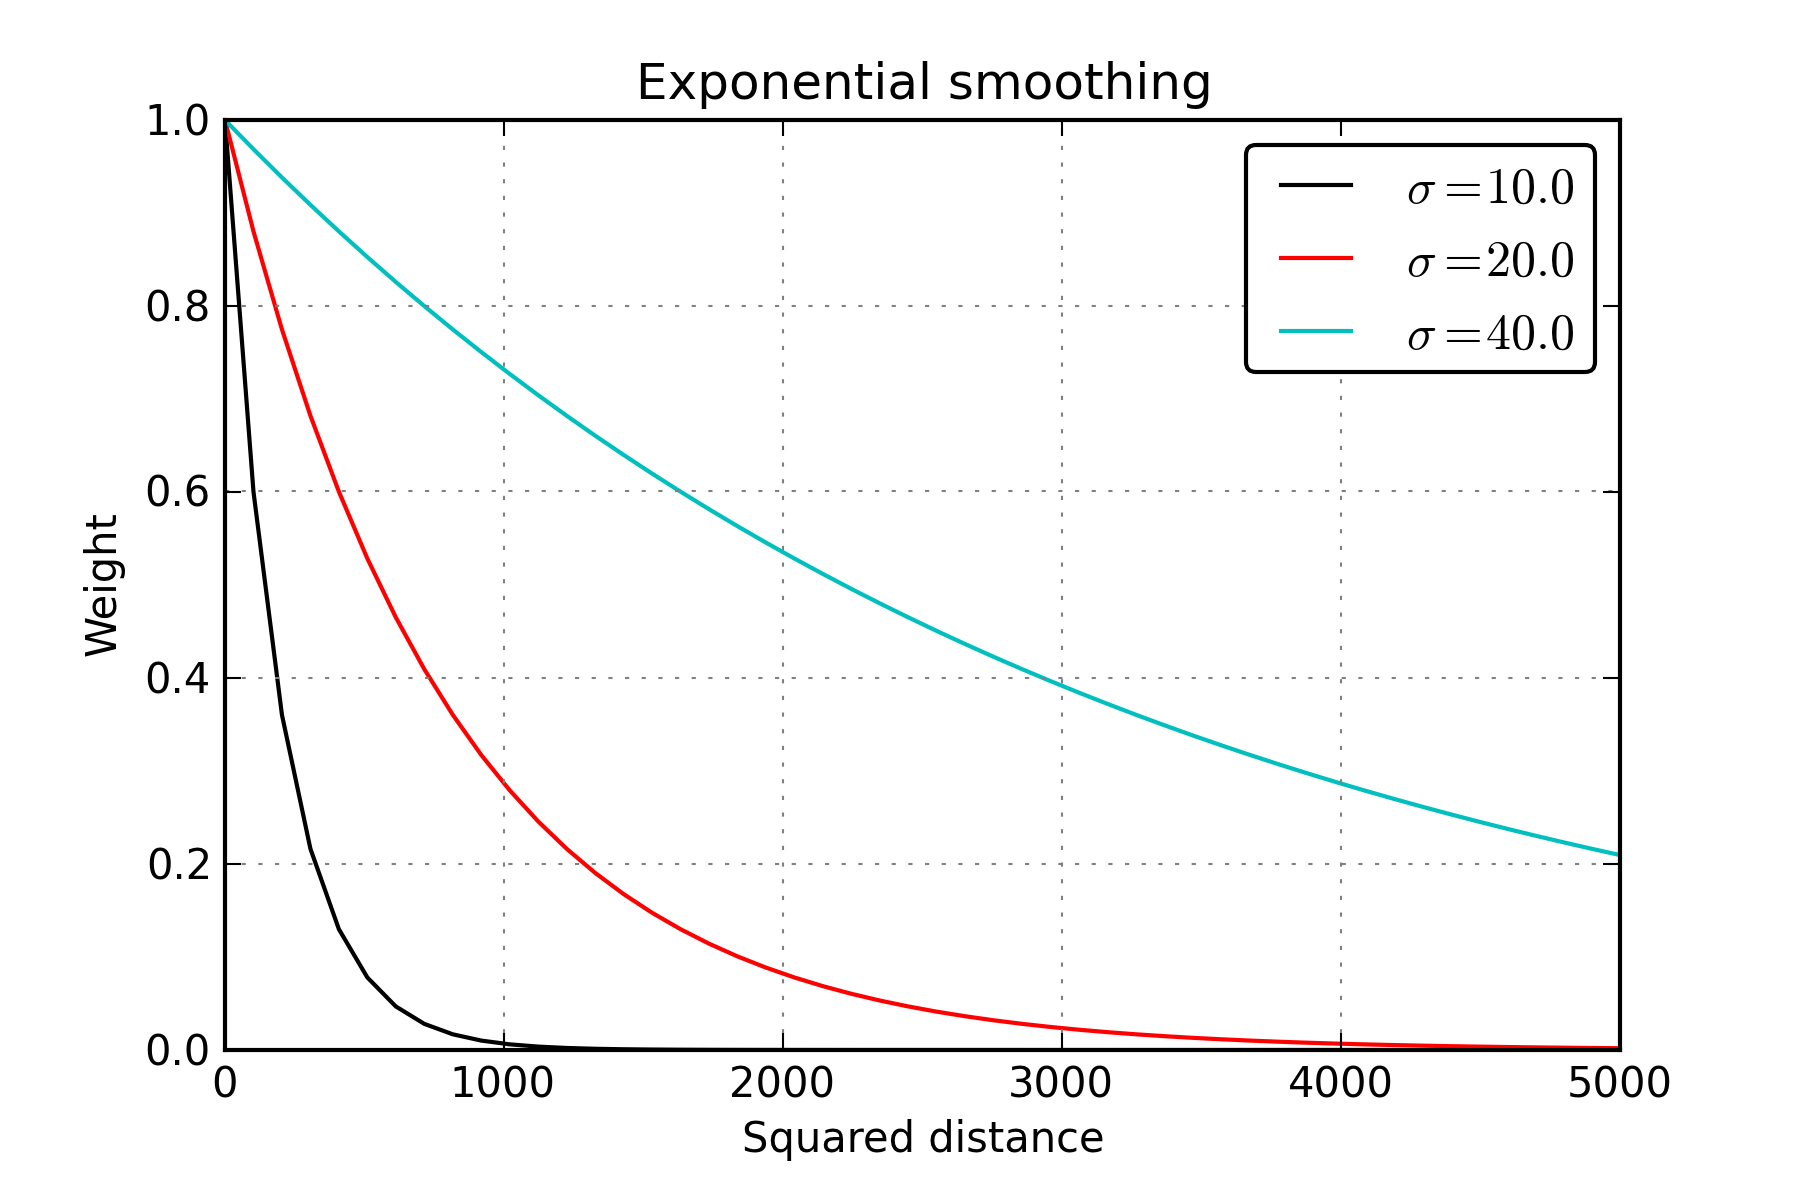 Exponential smoothing
1.0
0.8
0.6
0.4
0.2
0.0
Weight
σ=10.0
σ=20.0
σ=40.0
0 1000 2000 3000 4000 5000
Squared distance